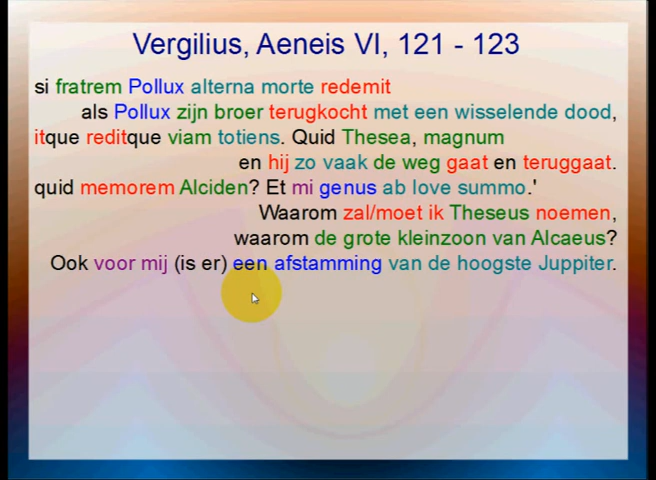 Vergilius, Aeneis VI, 121 - 123
si fratrem Pollux alterna morte redemit
als Pollux zijn broer terugkocht met een wisselende dood,
itque reditque viam totiens. Quid Thesea, magnum
en hij zo vaak de weg gaat en teruggaat.
quid memorem Alciden? Et mi genus ab Iove summo.'
Waarom zal/moet ik Theseus noemen,
waarom de grote kleinzoon van Alcaeus?
Ook voor mij (is er) een afstamming van de hoogste Juppiter.